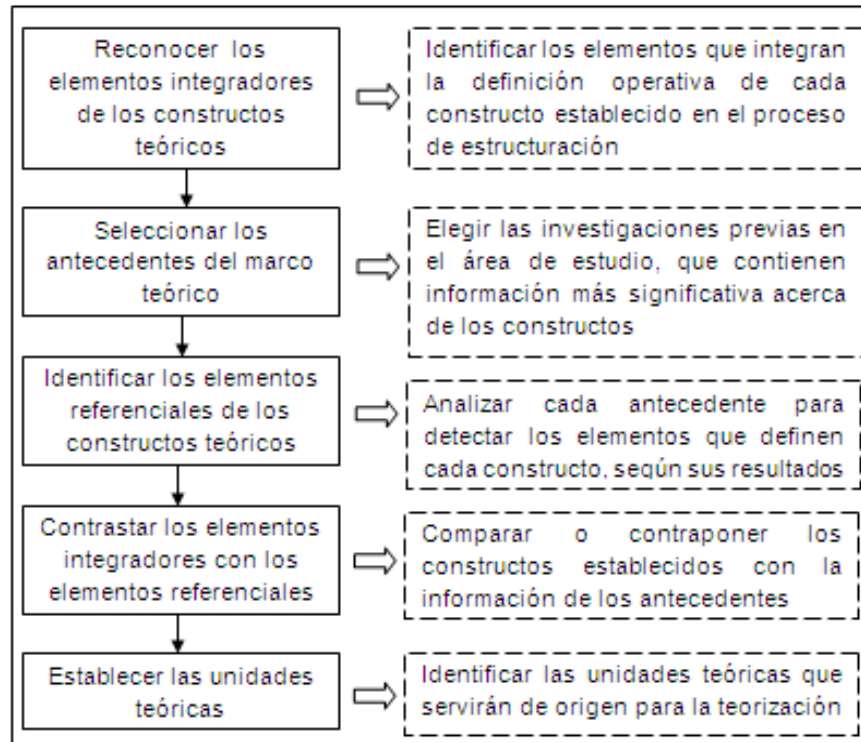 Reconocer los
elementos integradores
de los constructos
teóricos
Identificar los elementos que integran
la definición operativa de cada
constructo establecido en el proceso
de estructuración
Seleccionar los
antecedentes del marco
teórico
Elegir las investigaciones previas en
el área de estudio, que contienen
información más significativa acerca
de los constructos
Identificar los elementos
referenciales de los
constructos teóricos
Analizar cada antecedente para
detectar los elementos que definen
cada constructo, según sus resultados
Contrastar los elementos
integradores con los
elementos referenciales
Comparar o contraponer los
constructos establecidos con la
información de los antecedentes
Establecer las unidades
teóricas
Identificar las unidades teóricas que
servirán de origen para la teorización